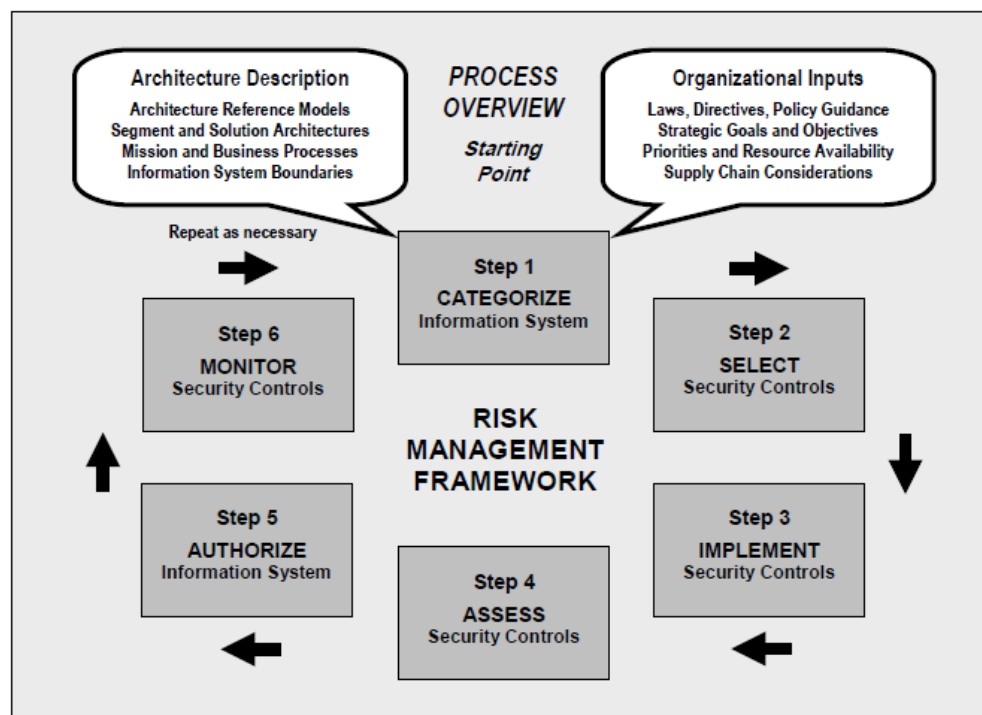 Architecture Description
Architecture Reference Models
Segment and Solution Architectures
Mission and Business Processes
Information System Boundaries
PROCESS
OVERVIEW
Starting
Point
Organizational Inputs
Laws, Directives, Policy Guidance
Strategic Goals and Objectives
Priorities and Resource Availability
Supply Chain Considerations
Repeat as necessary
Step 1
CATEGORIZE
Information System
Step 2
SELECT
Security Controls
Step 3
IMPLEMENT
Security Controls
Step 4
ASSESS
Security Controls
Step 5
AUTHORIZE
Information System
Step 6
MONITOR
Security Controls
RISK
MANAGEMENT
FRAMEWORK